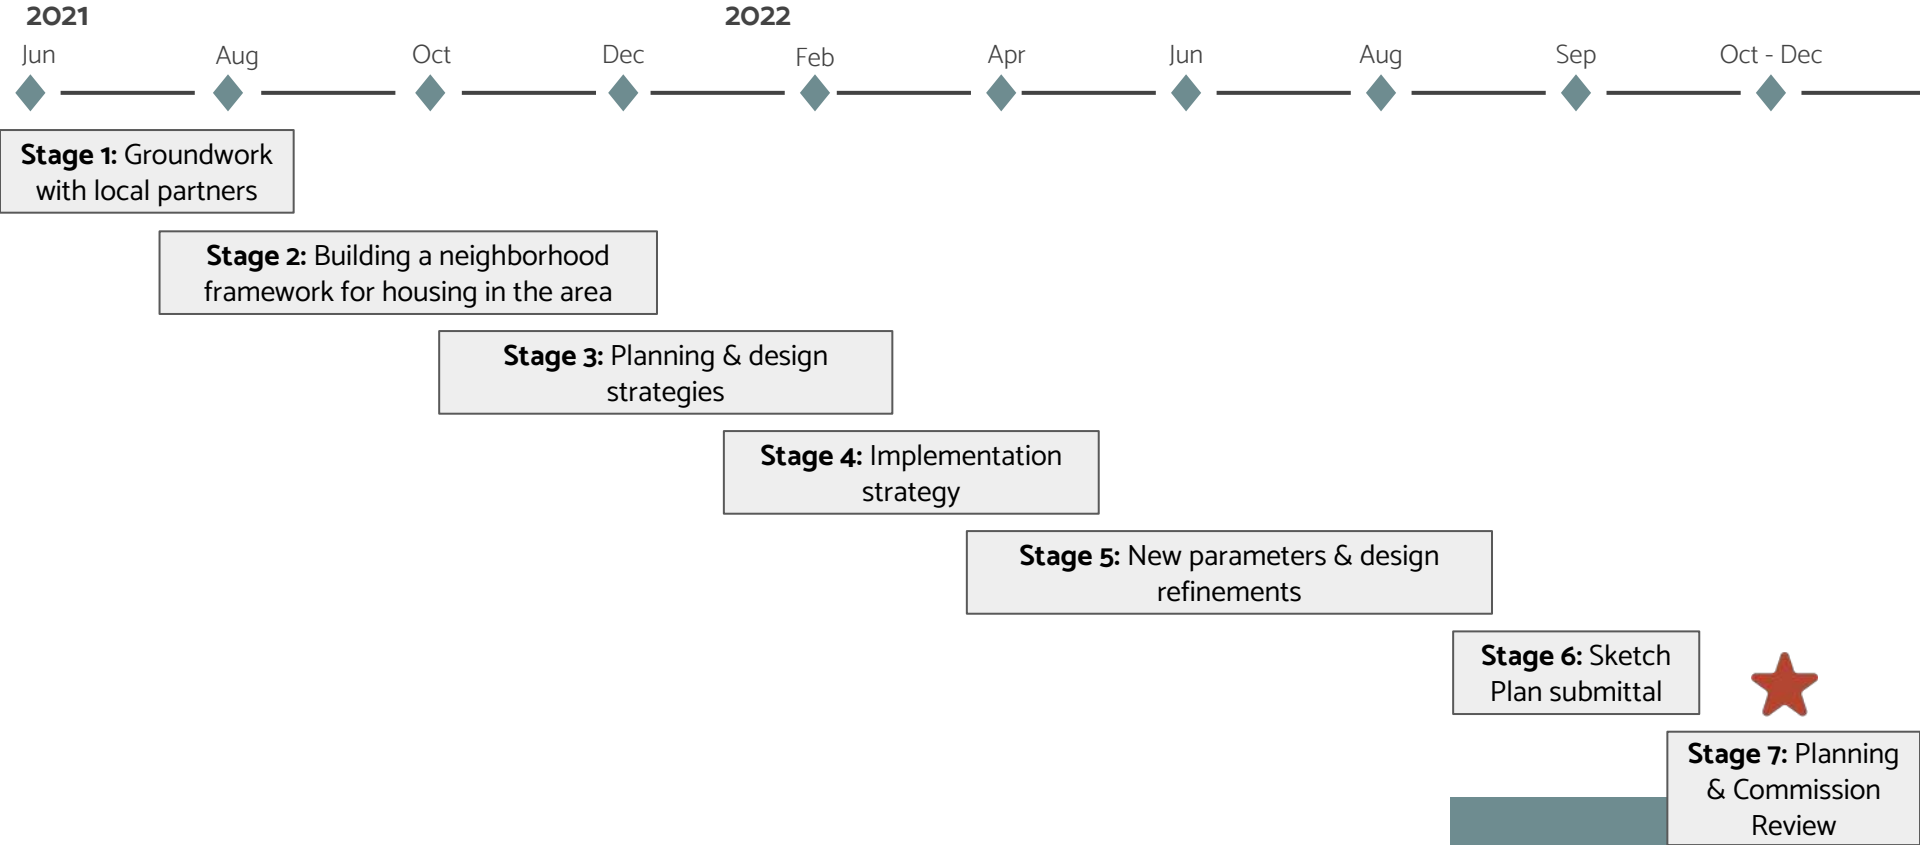 2021
2022
Jun
Aug
Oct
Dec
Feb
Apr
Jun
Aug
Sep
Oct - Dec
Stage 1: Groundwork
with local partners
Stage 2: Building a neighborhood
framework for housing in the area
Stage 3: Planning & design
strategies
Stage 4: Implementation
strategy
Stage 5: New parameters & design
refinements
Stage 6: Sketch
Plan submittal
Stage 7: Planning
& Commission
Review